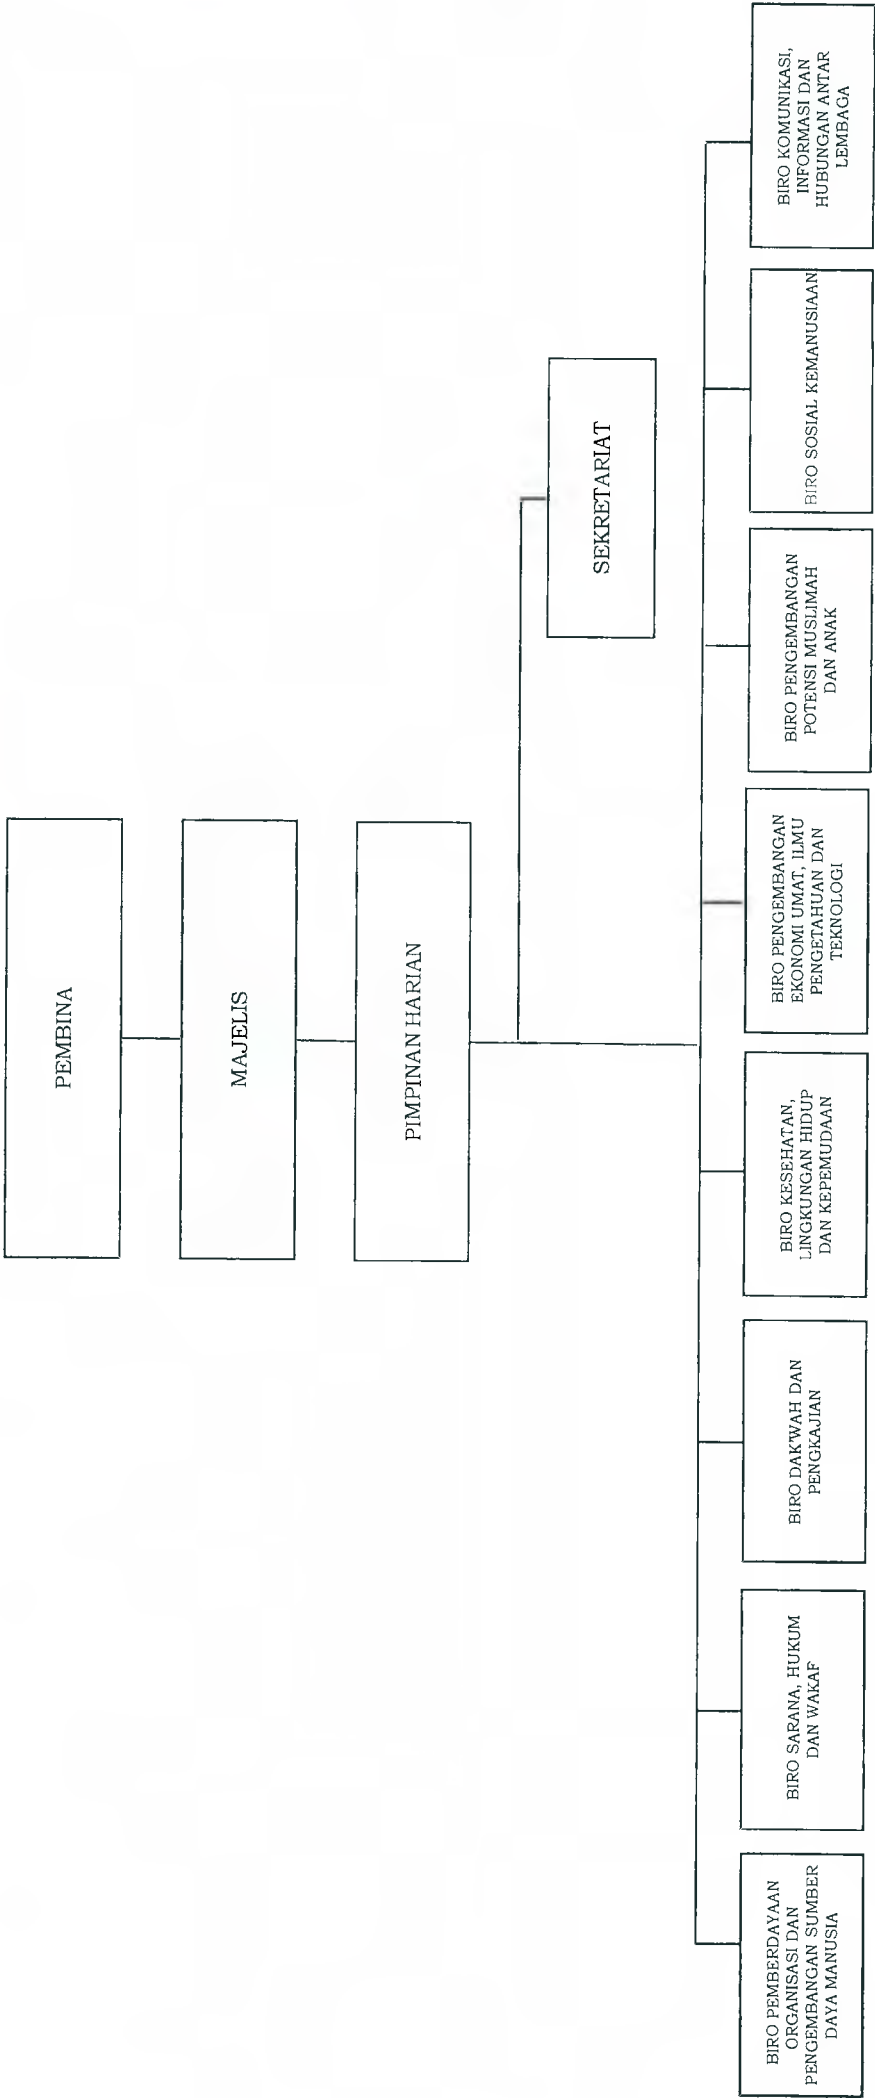 PEMBINA
MAJELIS
PIMPINAN HARIAN
SEKRETARIAT
BIRO PEMBERDAYAAN
ORGANISASI DAN
PENGEMBANGAN SUMBER
DAYA MANUSIA
BIRO SARANA, HUKUM
DAN WAKAF
BIRO DAK'WAH DAN
PENGKAJIAN
BIRO KESEHATAN,
LINGKUNGAN HIDUP
DAN KEPEMUDAAN
BIRO PENGEMBANGAN
EKONOMI UMAT, ILMU
PENGETAHUAN DAN
TEKNOLOGI
BIRO PENGEMBANGAN
POTENSI MUSLIMAH
DAN ANAK
BIRO SOSIAL KEMANUSIAAN
BIRO KOMUNIKASI,
INFORMASI DAN
HUBUNGAN ANTAR
LEMBAGA